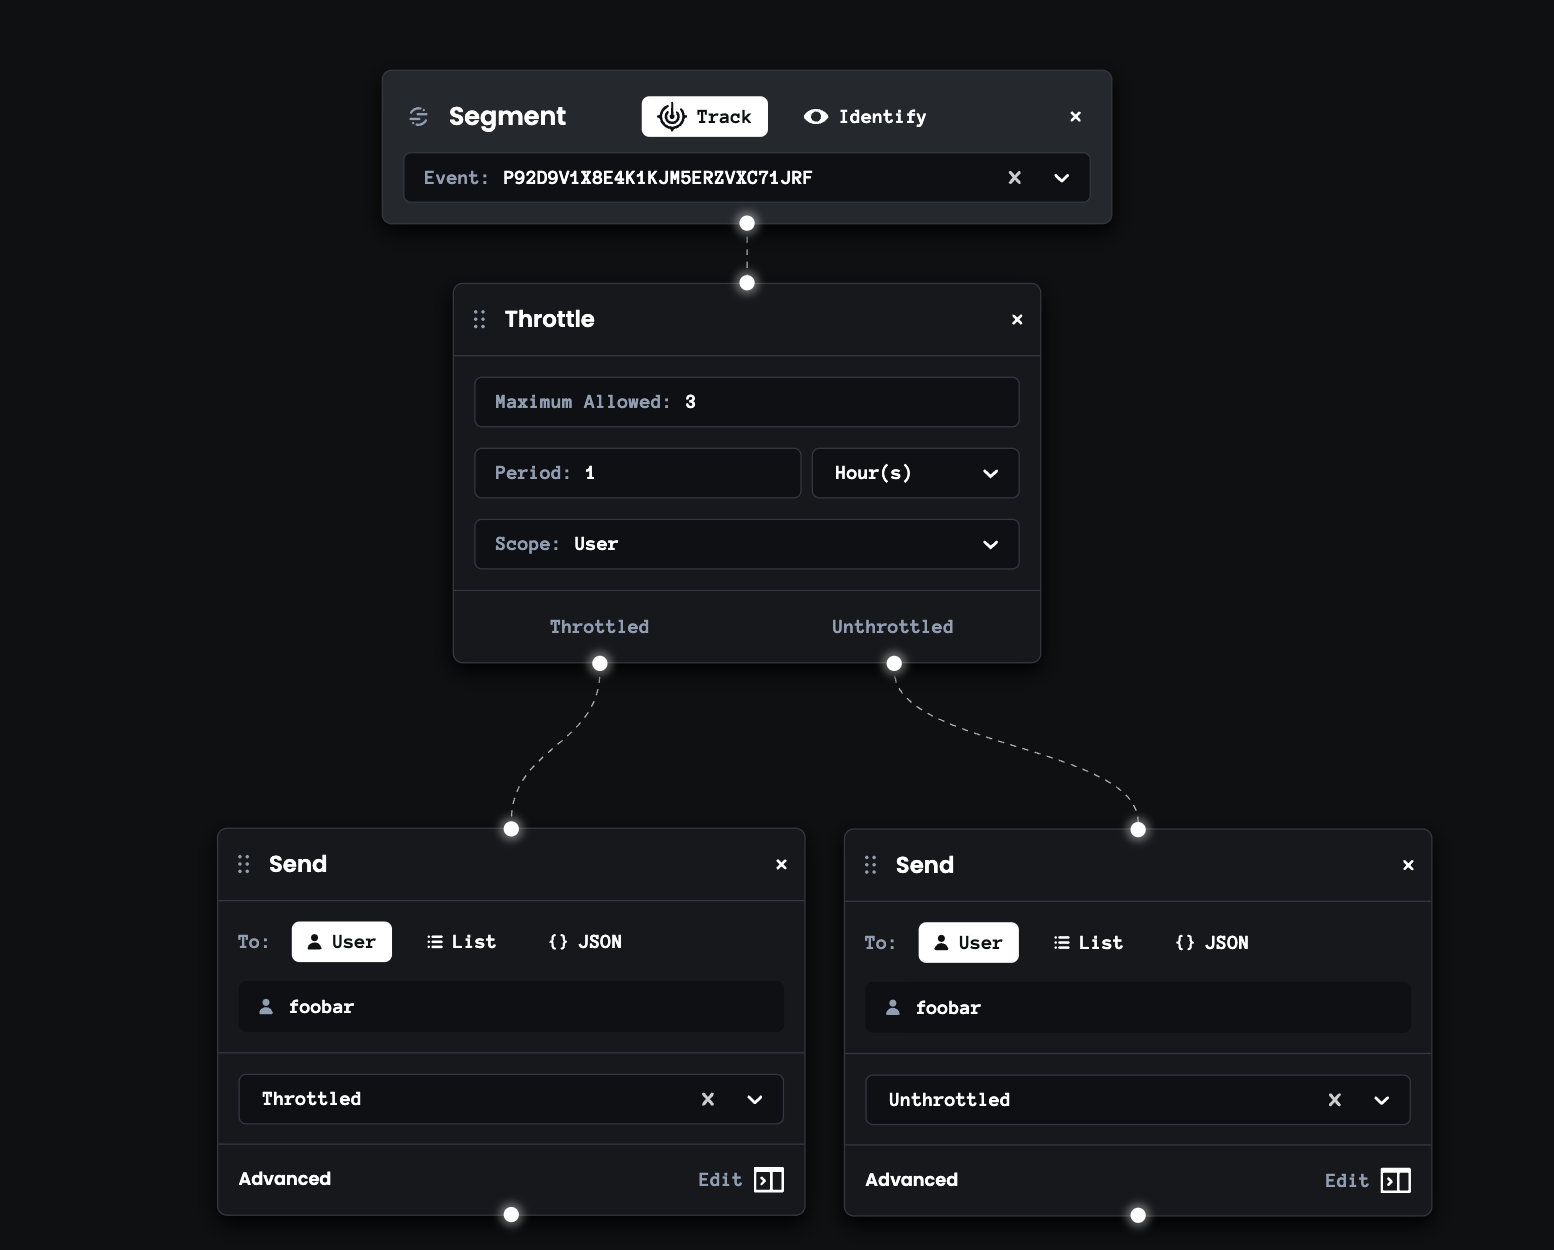 Segment Track Identify
Event: P92D9V1X8E4K1KJM5ERZVXC71JRF
Throttle
Maximum Allowed: 3
Period: 1 Hour(s)
Scope: User
Throttled Unthrottled
Send
To: User List {} JSON
foobar
Throttled
Advanced Edit
Send
To: User List {} JSON
foobar
Unthrottled
Advanced Edit